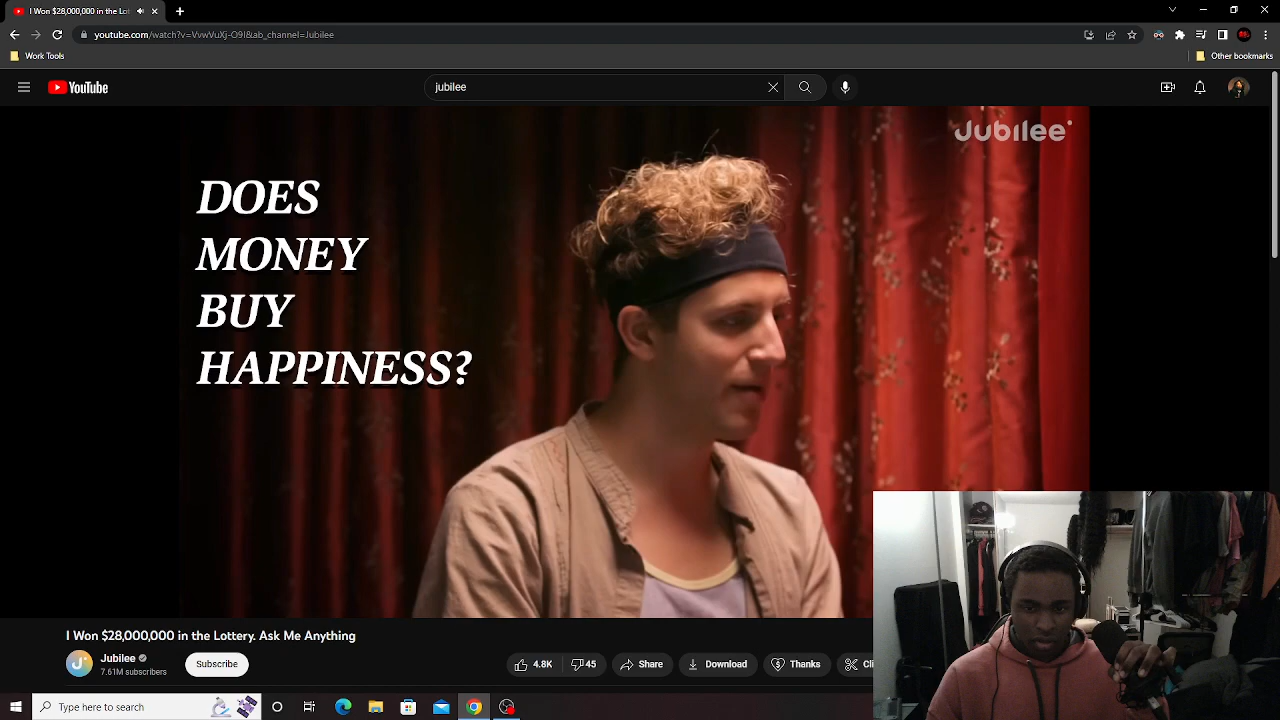 I Won $28,000,000 in the Lotter
youtube.com/watch?v=VvwVuXj-O9I&ab_channel=Jubilee
Work Tools
Other bookmarks
YouTube
jubilee
Jubilee
DOES
MONEY
BUY
HAPPINESS?
I Won $28,000,000 in the Lottery. Ask Me Anything
Jubilee
7.61M subscribers
Subscribe
4.8K
45
Share
Download
Thanks
Cli
Type here to search